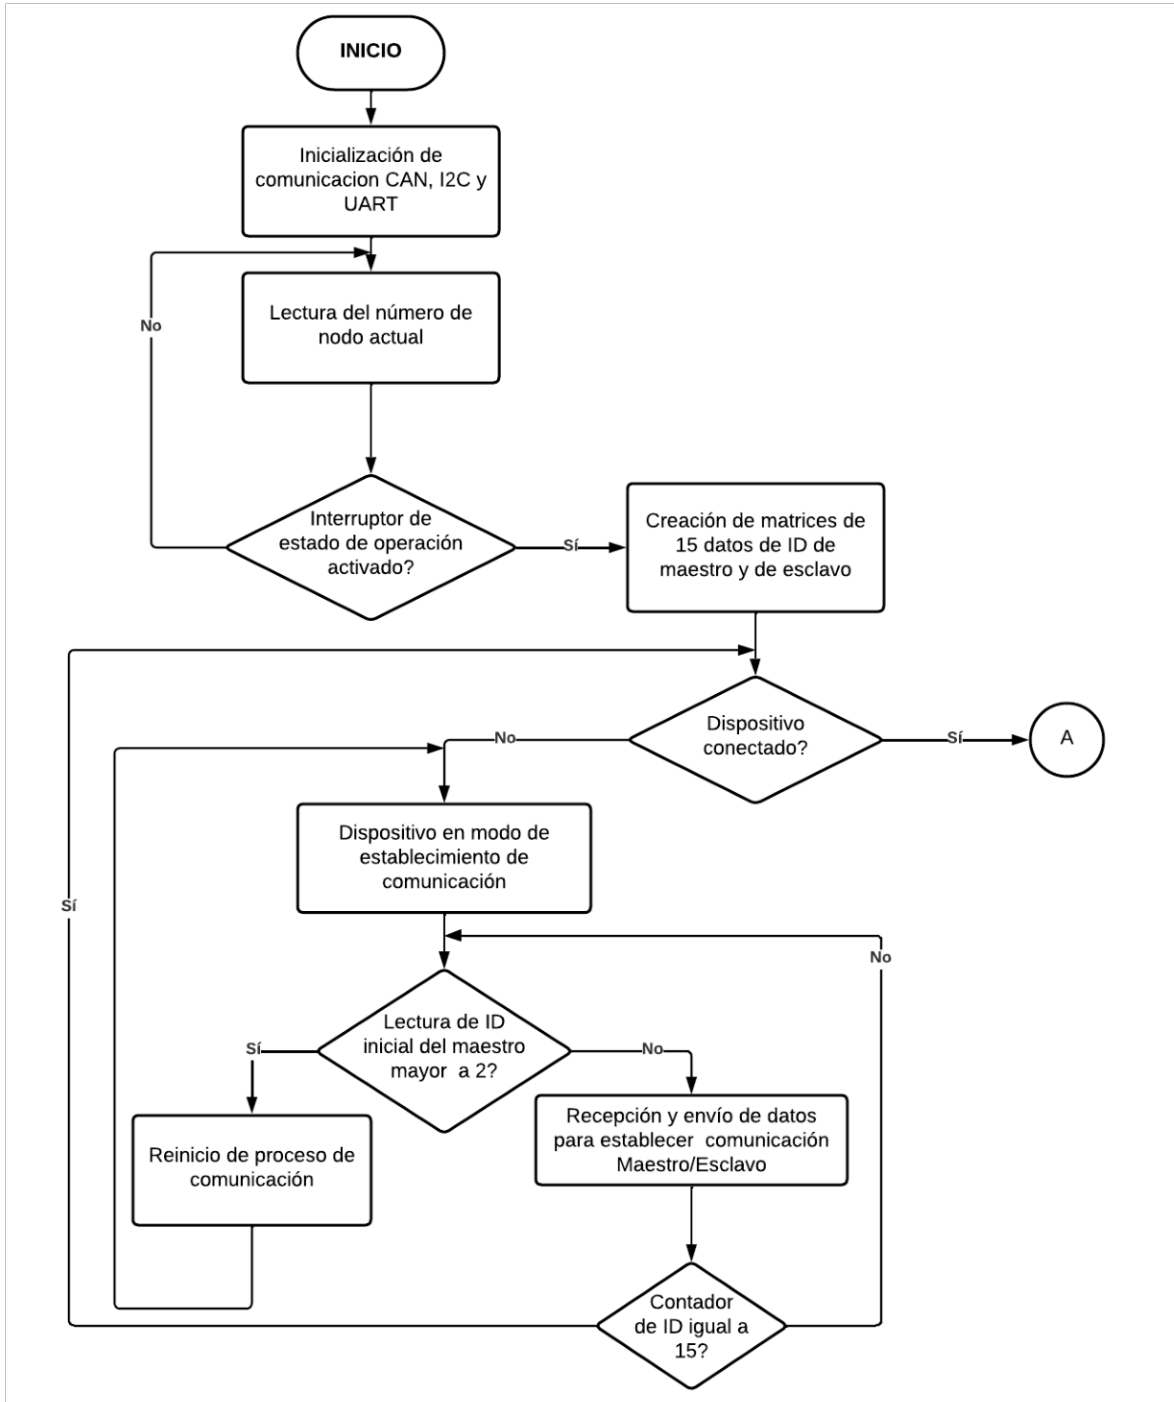 INICIO
Inicialización de
comunicacion CAN, I2C y
UART
Lectura del número de
nodo actual
No
Interruptor de
estado de operación
activado?
Sí
Creación de matrices de
15 datos de ID de
maestro y de esclavo
Dispositivo
conectado?
No
Sí
A
Dispositivo en modo de
establecimiento de
comunicación
Sí
No
Lectura de ID
inicial del maestro
mayor a 2?
Sí
No
Reinicio de proceso de
comunicación
Recepción y envío de datos
para establecer comunicación
Maestro/Esclavo
Contador
de ID igual a
15?